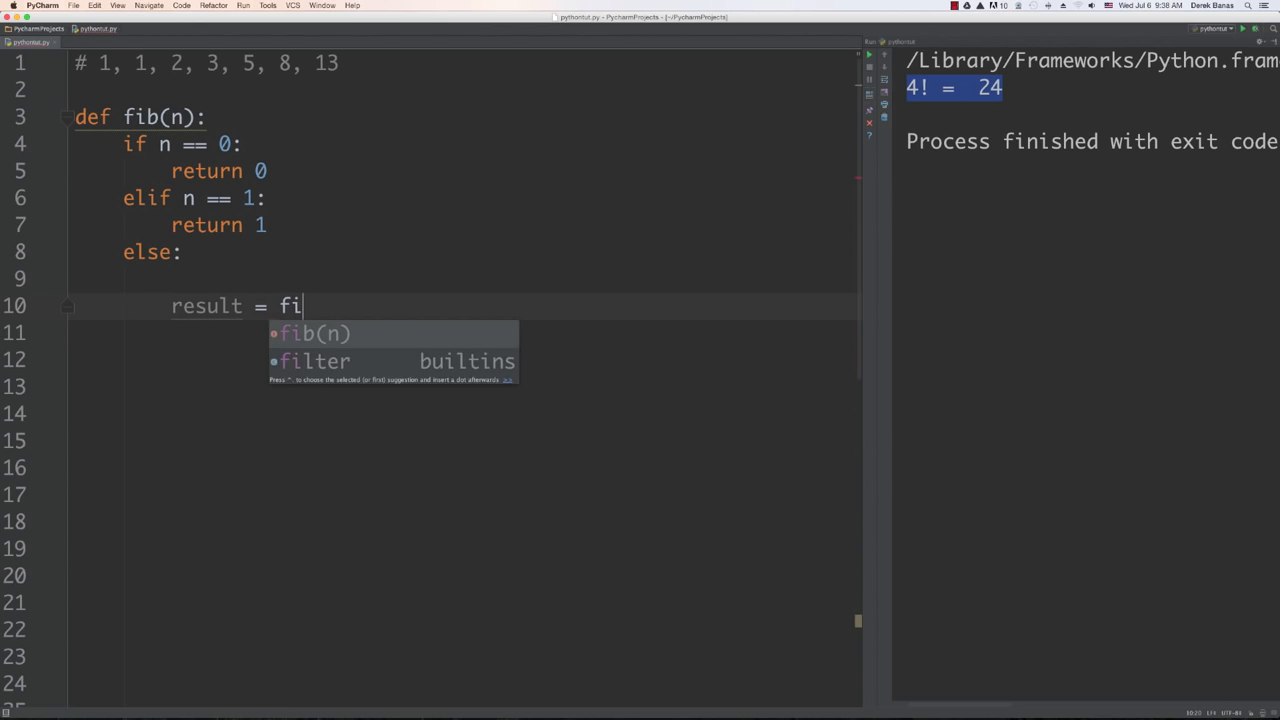 PyCharm File Edit View Navigate Code Refactor Run Tools VCS Window Help 10 Wed Jul 6 9:38 AM Derek Banas
pythontut.py - PycharmProjects - [~/PycharmProjects]
PycharmProjects pythontut.py pythontut
pythontut.py
Run pythontut
1 # 1, 1, 2, 3, 5, 8, 13
2
3 def fib(n):
4 if n == 0:
5 return 0
6 elif n == 1:
7 return 1
8 else:
9
10 result = fi
11 fib(n)
12 filter builtins
Press ^. to choose the selected (or first) suggestion and insert a dot afterwards >>
13
14
15
16
17
18
19
20
21
22
23
24
/Library/Frameworks/Python.fram
4! = 24
Process finished with exit code
10:20 LF÷ UTF-8÷